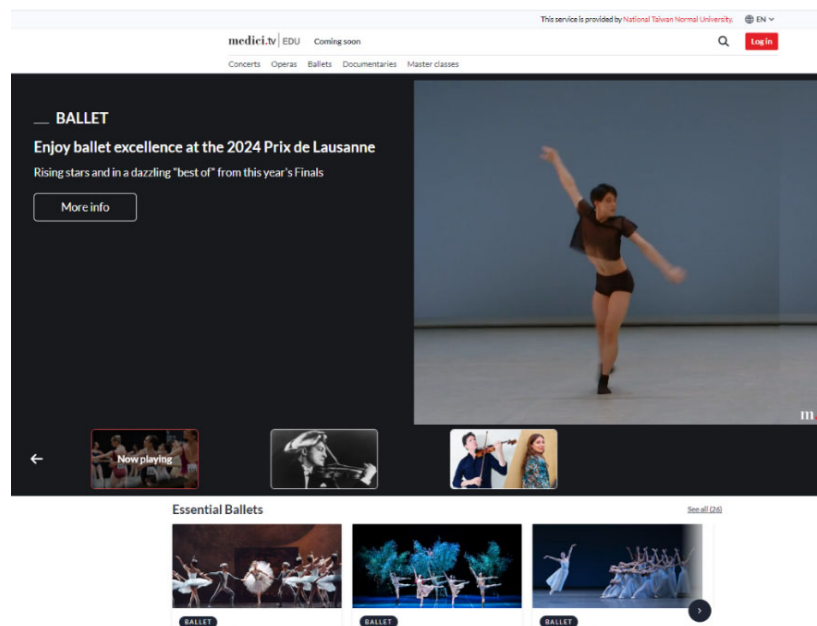 This service is provided by National Taiwan Normal University. EN
medici.tv EDU Coming soon Log in
Concerts Operas Ballets Documentaries Master classes
BALLET
Enjoy ballet excellence at the 2024 Prix de Lausanne
Rising stars and in a dazzling "best of" from this year's Finals
More info
m.
Now playing
Essential Ballets See all (26)
BALLET BALLET BALLET